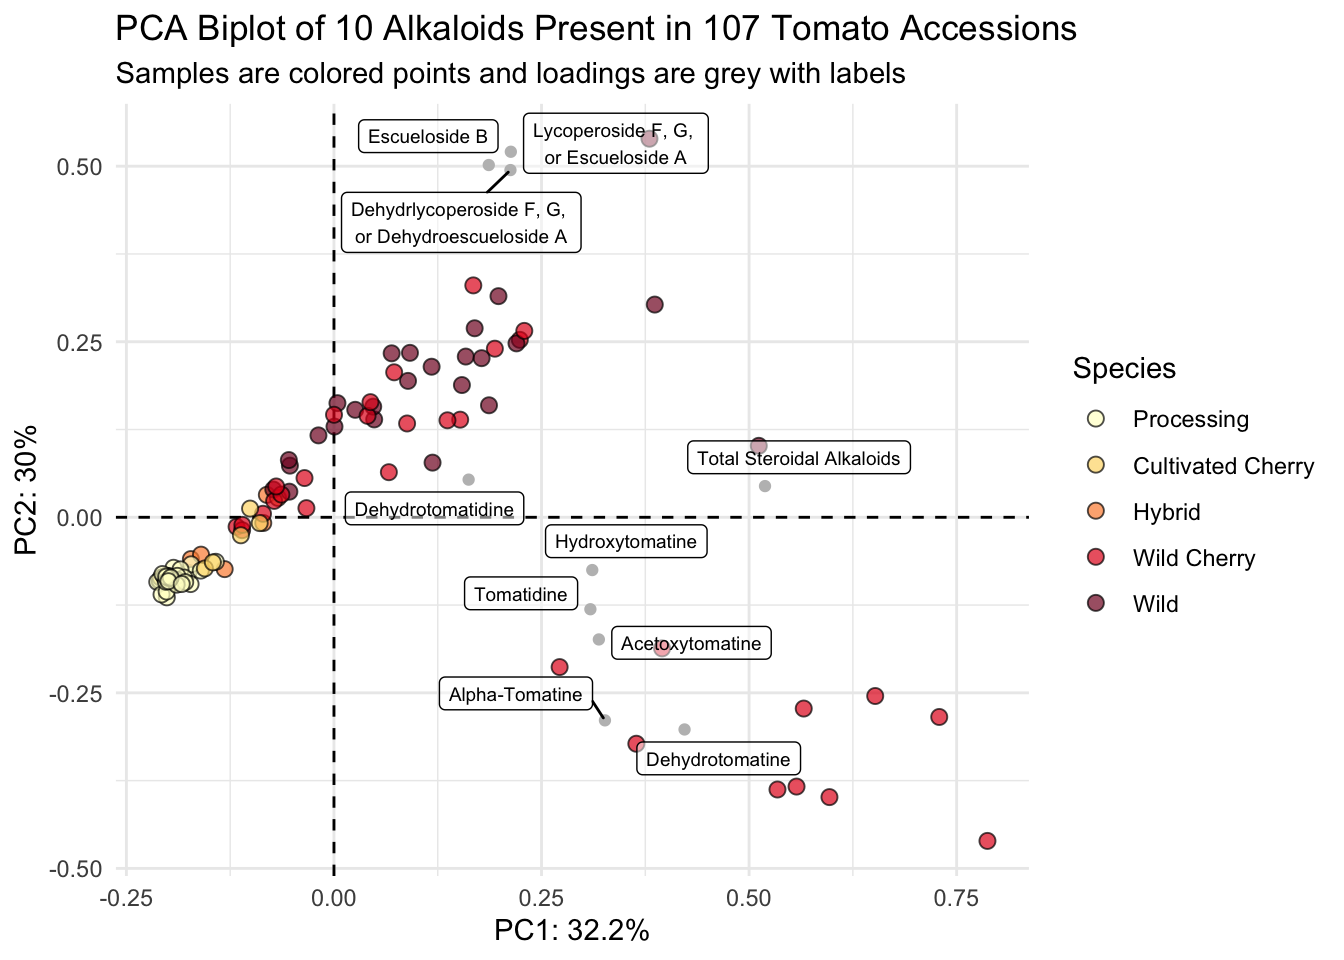 PCA Biplot of 10 Alkaloids Present in 107 Tomato Accessions
Samples are colored points and loadings are grey with labels
Escueloside B
Lycoperoside F, G,
or Escueloside A
Dehydrlycoperoside F, G,
or Dehydroescueloside A
Total Steroidal Alkaloids
Dehydrotomatidine
Hydroxytomatine
Tomatidine
Acetoxytomatine
Alpha-Tomatine
Dehydrotomatine
0.50
0.25
0.00
-0.25
-0.50
PC2: 30%
-0.25
0.00
0.25
0.50
0.75
PC1: 32.2%
Species
Processing
Cultivated Cherry
Hybrid
Wild Cherry
Wild